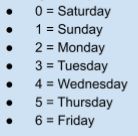 ● 0 = Saturday
● 1 = Sunday
● 2 = Monday
● 3 = Tuesday
● 4 = Wednesday
● 5 = Thursday
● 6 = Friday